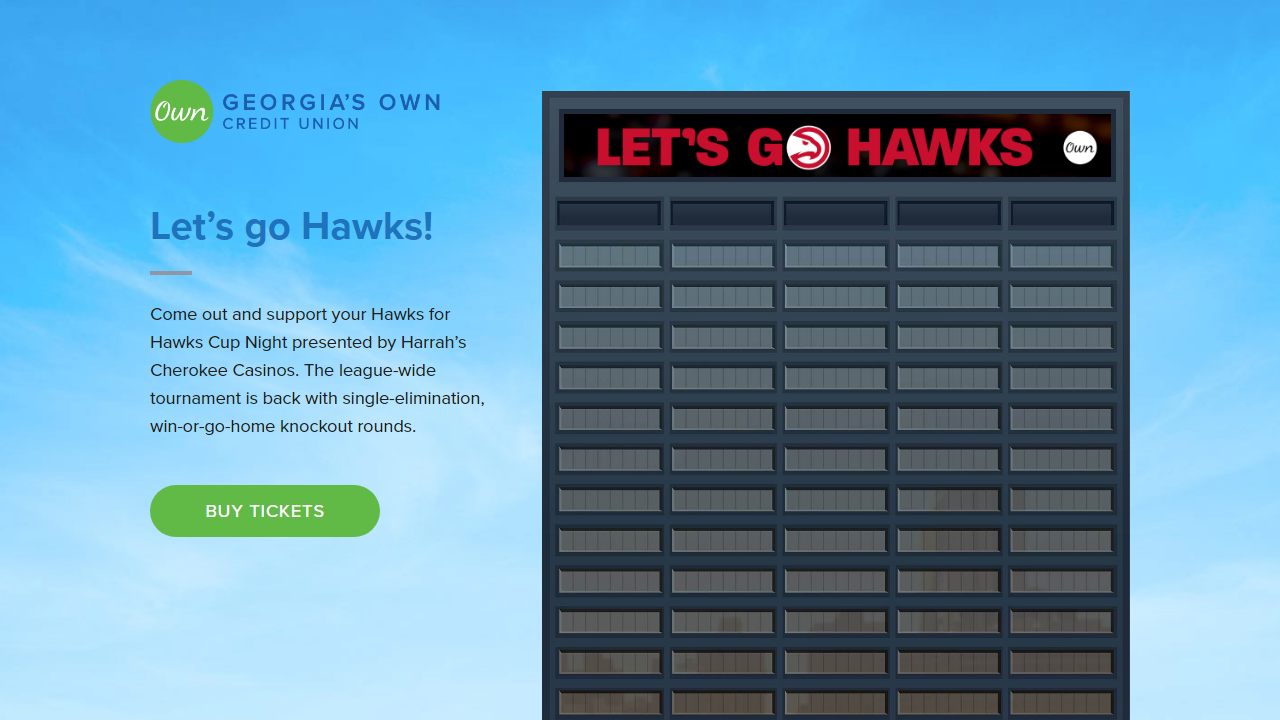 Own
GEORGIA'S OWN
CREDIT UNION
Let's go Hawks!
Come out and support your Hawks for
Hawks Cup Night presented by Harrah's
Cherokee Casinos. The league-wide
tournament is back with single-elimination,
win-or-go-home knockout rounds.
BUY TICKETS
LET'S GO HAWKS
Own